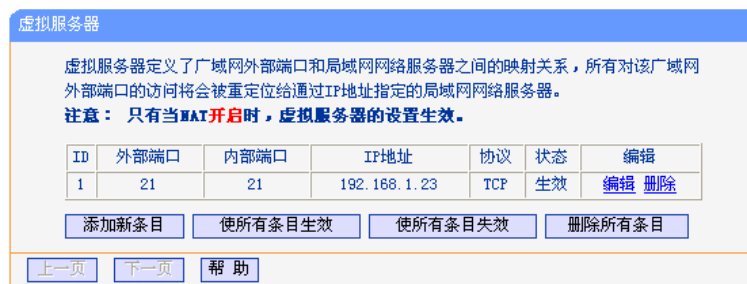 虚拟服务器
虚拟服务器定义了广域网外部端口和局域网网络服务器之间的映射关系，所有对该广域网
外部端口的访问将会被重定位给通过IP地址指定的局域网网络服务器。
注意： 只有当NAT开启时，虚拟服务器的设置生效。
ID 外部端口 内部端口 IP地址 协议 状态 编辑
1 21 21 192.168.1.23 TCP 生效 编辑 删除
添加新条目 使所有条目生效 使所有条目失效 删除所有条目
上一页 下一页 帮 助